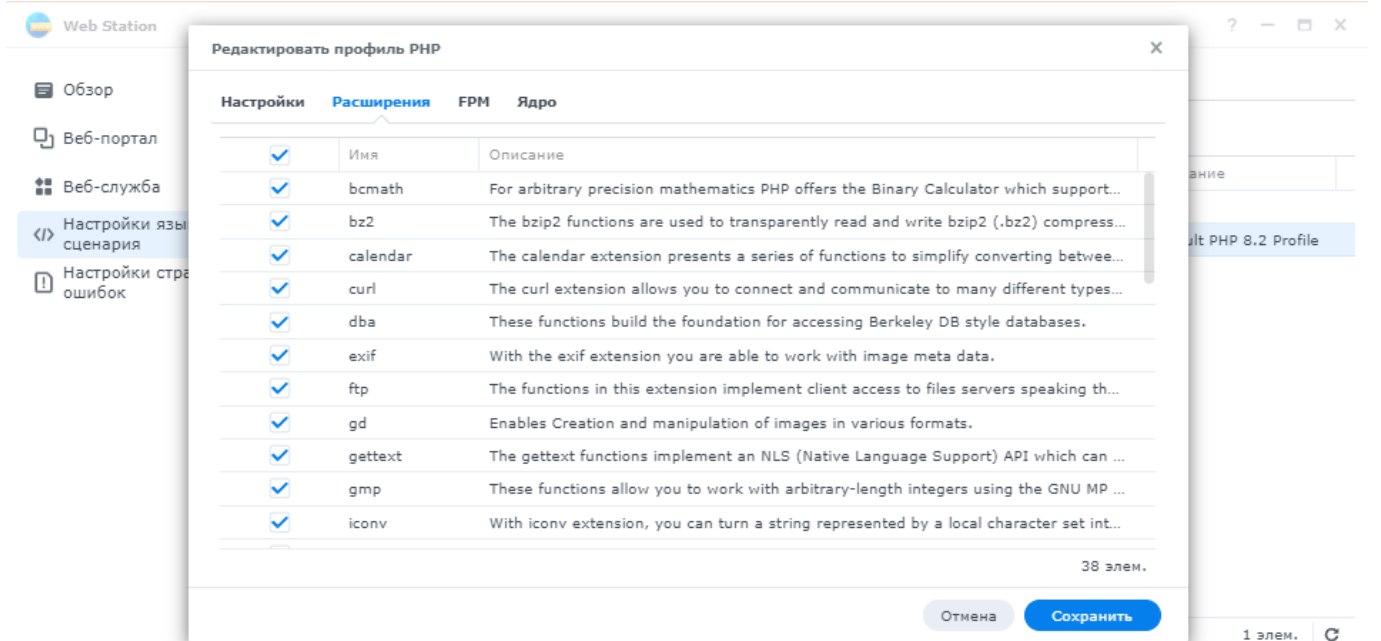 Web Station
Редактировать профиль PHP
Обзор
Веб-портал
Веб-служба
Настройки язы
сценария
Настройки стра
ошибок
Настройки Расширения FPM Ядро
Имя Описание
bcmath For arbitrary precision mathematics PHP offers the Binary Calculator which support...
bz2 The bzip2 functions are used to transparently read and write bzip2 (.bz2) compress...
calendar The calendar extension presents a series of functions to simplify converting betwee...
curl The curl extension allows you to connect and communicate to many different types...
dba These functions build the foundation for accessing Berkeley DB style databases.
exif With the exif extension you are able to work with image meta data.
ftp The functions in this extension implement client access to files servers speaking th...
gd Enables Creation and manipulation of images in various formats.
gettext The gettext functions implement an NLS (Native Language Support) API which can ...
gmp These functions allow you to work with arbitrary-length integers using the GNU MP ...
iconv With iconv extension, you can turn a string represented by a local character set int...
38 элем.
Отмена Сохранить
ание
ult PHP 8.2 Profile
1 элем.